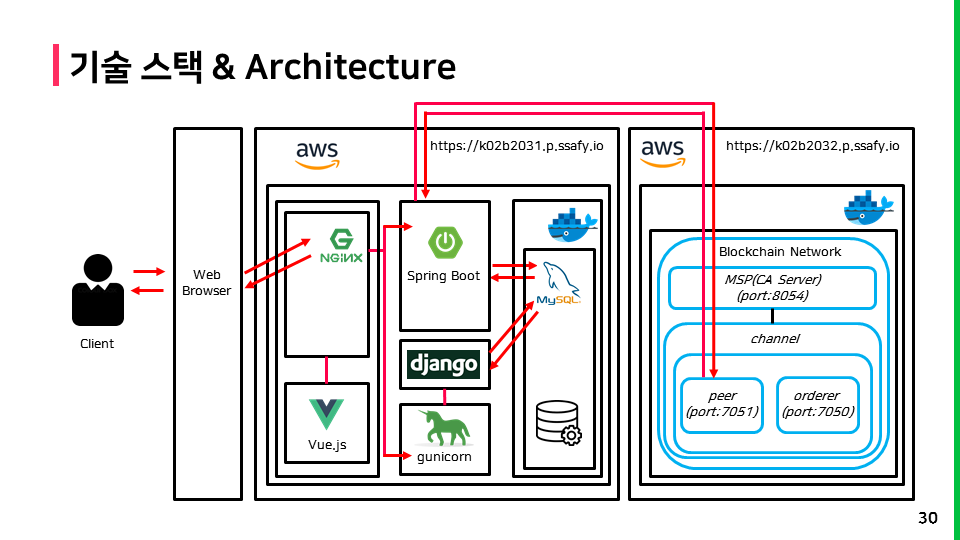 기술 스택 & Architecture
aws
https://k02b2031.p.ssafy.io
aws
https://k02b2032.p.ssafy.io
NGINX
Spring Boot
MySQL
Web
Browser
Client
django
gunicorn
Vue.js
Blockchain Network
MSP(CA Server)
(port:8054)
channel
peer
(port:7051)
orderer
(port:7050)
30